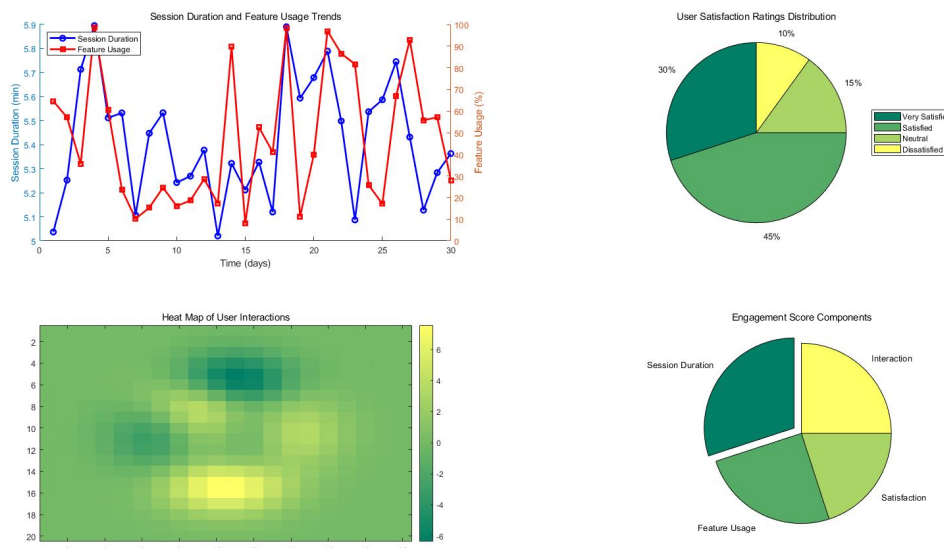 Session Duration and Feature Usage Trends
Session Duration (min)
5.9
5.8
5.7
5.6
5.5
5.4
5.3
5.2
5.1
5
Session Duration
Feature Usage
100
90
80
70
60
50
40
30
20
10
0
Feature Usage (%)
0 5 10 15 20 25 30
Time (days)
User Satisfaction Ratings Distribution
10%
15%
30%
45%
Very Satisfie
Satisfied
Neutral
Dissatisfied
Heat Map of User Interactions
2
4
6
8
10
12
14
16
18
20
6
4
2
0
-2
-4
-6
Engagement Score Components
Session Duration
Interaction
Satisfaction
Feature Usage